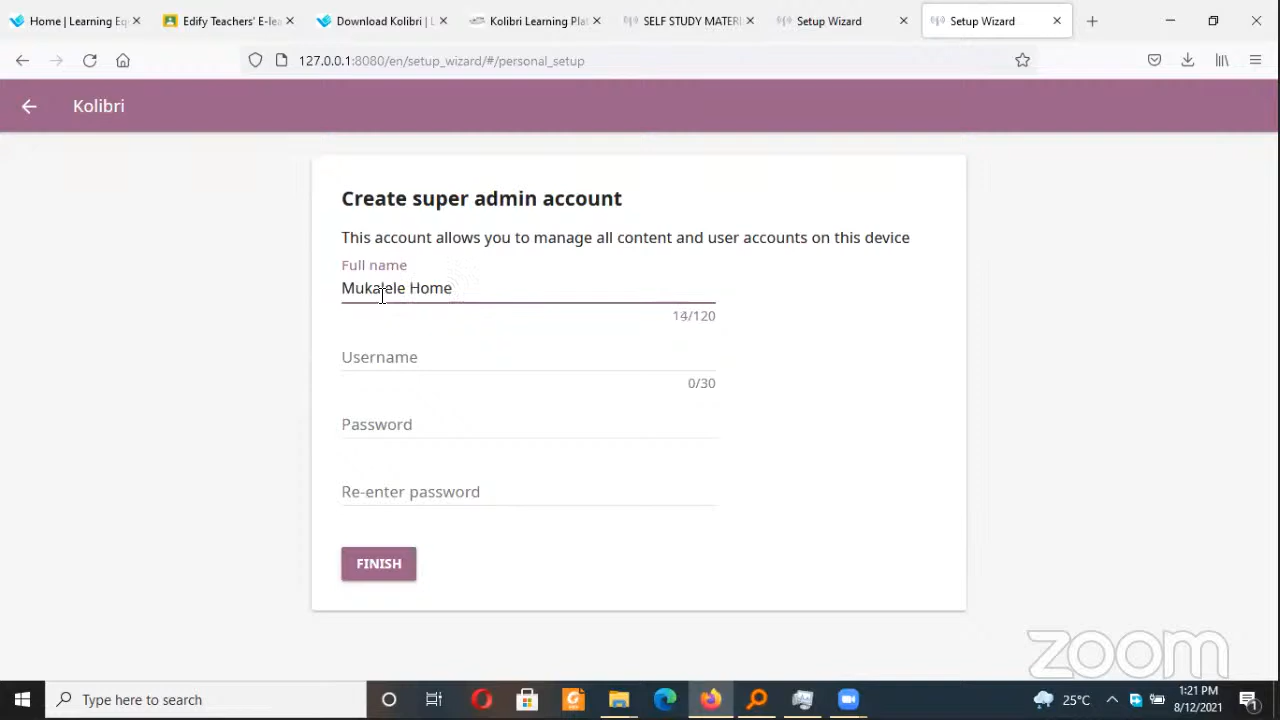 Home | Learning Eq
Edify Teachers' E-lea
Download Kolibri | L
Kolibri Learning Pla
SELF STUDY MATERI
Setup Wizard
Setup Wizard
127.0.0.1:8080/en/setup_wizard/#/personal_setup
Kolibri
Create super admin account
This account allows you to manage all content and user accounts on this device
Full name
Mukatele Home
14/120
Username
0/30
Password
Re-enter password
FINISH
zoom
Type here to search
25°C
1:21 PM
8/12/2021
1